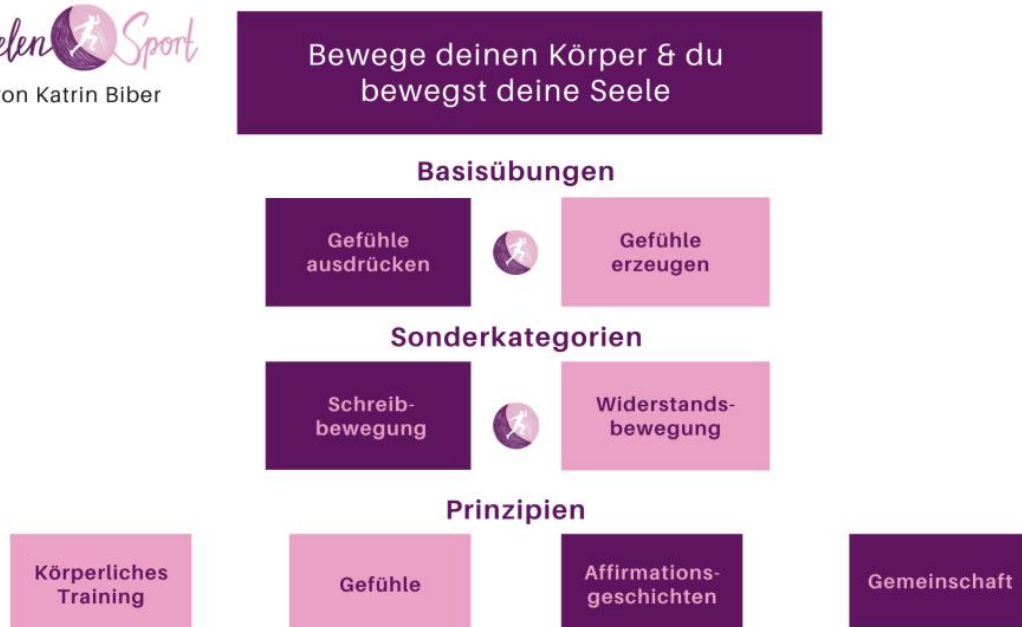 elen Sport
von Katrin Biber
Bewege deinen Körper & du
bewegst deine Seele
Basisübungen
Gefühle
ausdrücken
Gefühle
erzeugen
Sonderkategorien
Schreib-
bewegung
Widerstands-
bewegung
Prinzipien
Körperliches
Training
Gefühle
Affirmations-
geschichten
Gemeinschaft